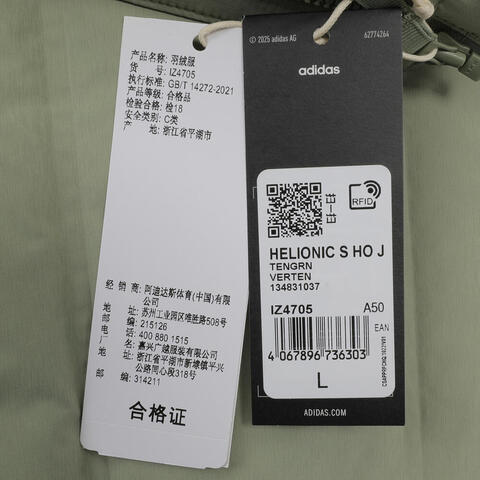 产品名称: 羽绒服
货　　号: IZ4705
执行标准: GB/T 14272-2021
产品等级: 合格品
检验合格: 检18
安全类别: C类
产　　地: 浙江省平湖市
经 销 商: 阿迪达斯体育(中国)有限
公司
地　　址: 苏州工业园区唯胜路508号
邮　　编: 215126
电　　话: 400 880 1515
厂　　名: 嘉兴广越服装有限公司
厂　　址: 浙江省平湖市新埭镇平兴
公路同心段318号
邮　　编: 314211
合格证
© 2025 adidas AG
62774264
adidas
RFID
HELIONIC S HO J
TENGRN
VERTEN
134831037
IZ4705 A50
EAN
4 067896 736303
L
ADIDAS.COM